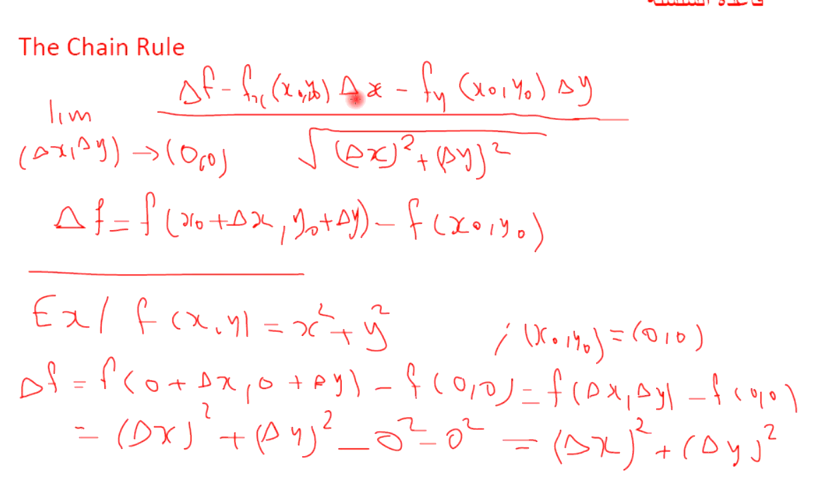 قاعدة السلسلة
The Chain Rule
lim (Δx,Δy)→(0,0) Δf - fx(x0,y0) Δx - fy(x0,y0) Δy / √(Δx)²+(Δy)²
Δf = f(x0+Δx, y0+Δy) - f(x0,y0)
Ex/ f(x,y) = x²+y² ; (x0,y0)=(0,0)
Δf = f(0+Δx,0+Δy) - f(0,0) = f(Δx,Δy) - f(0,0)
= (Δx)²+(Δy)²-0²-0² = (Δx)²+(Δy)²